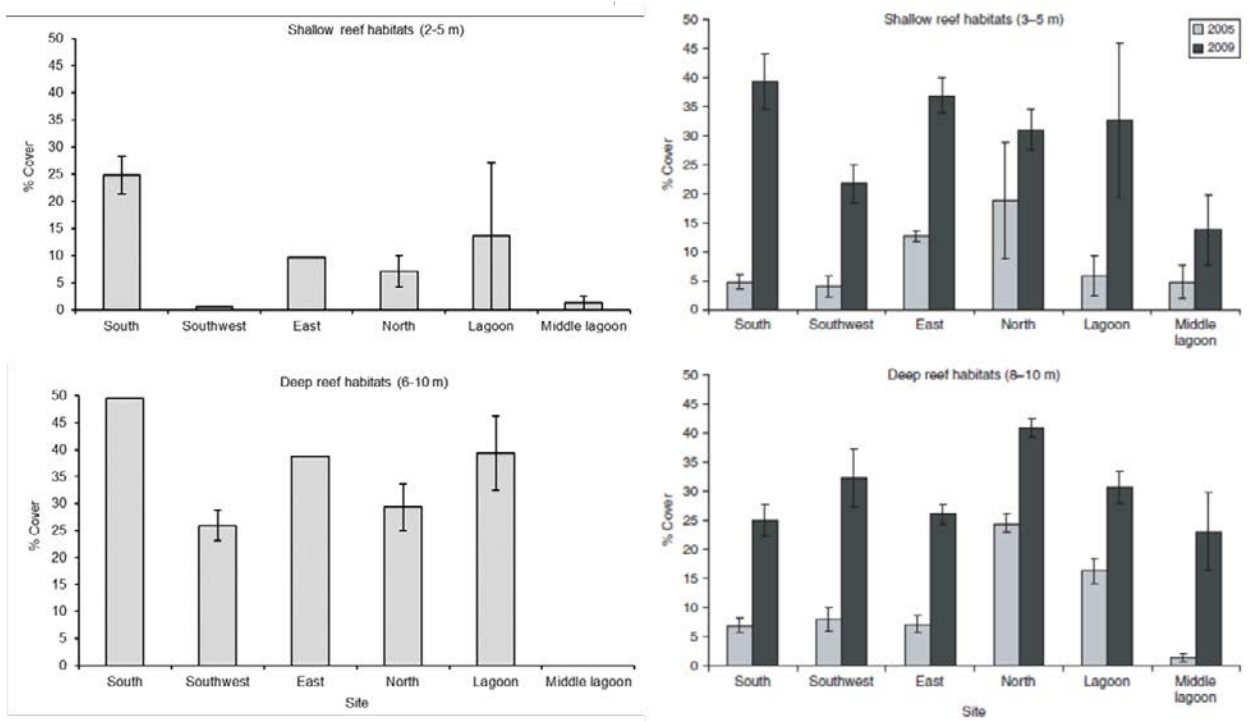 Shallow reef habitats (2-5 m)
50
45
40
35
30
25
20
15
10
5
0
% Cover
South Southwest East North Lagoon Middle lagoon
Shallow reef habitats (3–5 m)
2005
2009
50
45
40
35
30
25
20
15
10
5
0
% Cover
South Southwest East North Lagoon Middle
lagoon
Deep reef habitats (6-10 m)
50
45
40
35
30
25
20
15
10
5
0
% Cover
South Southwest East North Lagoon Middle lagoon
Site
Deep reef habitats (8–10 m)
50
45
40
35
30
25
20
15
10
5
0
% Cover
South Southwest East North Lagoon Middle
lagoon
Site